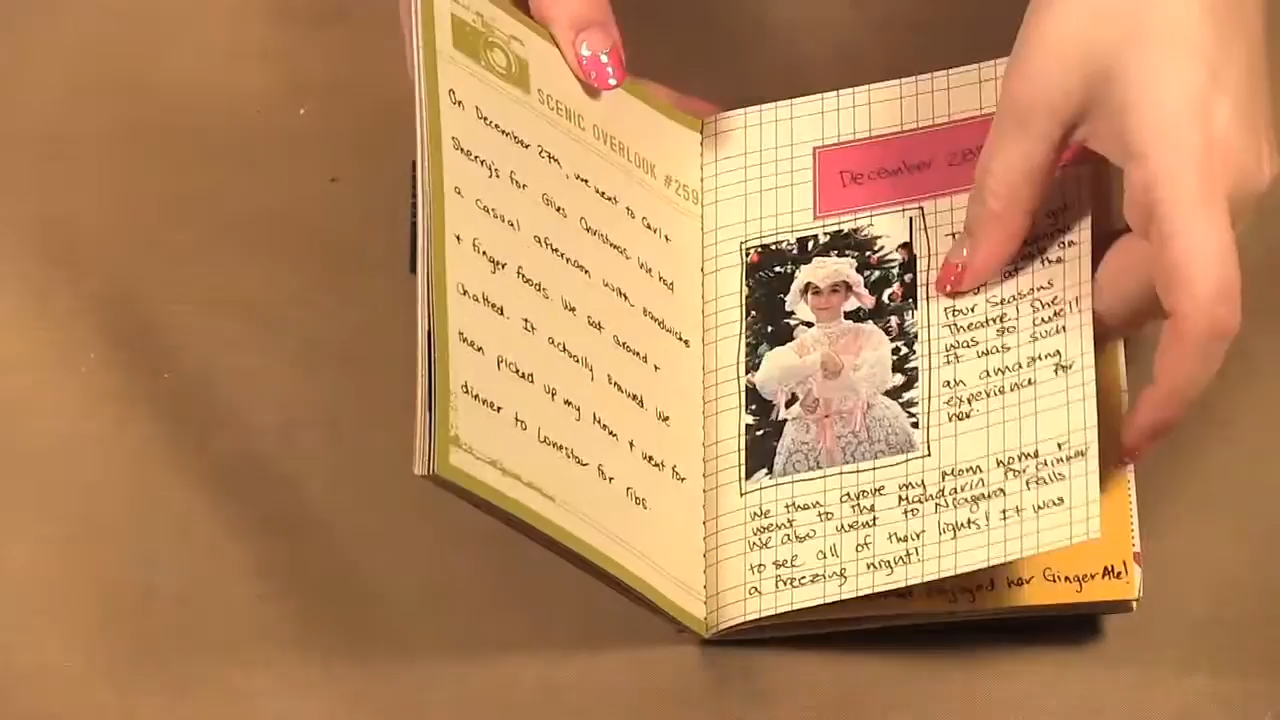 SCENIC OVERLOOK #259
On December 27th, we went to Carl +
Sherry's for Giles Christmas. We had
a casual afternoon with sandwiches
+ finger foods. We sat around +
chatted. It actually snowed. We
then picked up my Mom + went for
dinner to Lonestar for ribs.
December 28
at the
Four Seasons
Theatre! She
was so cute!!
It was such
an amazing
experience for
her.
We then drove my Mom home +
went to the Mandarin for dinner
We also went to Niagara Falls
to see all of their lights! It was
a freezing night!
enjoyed her Ginger Ale!